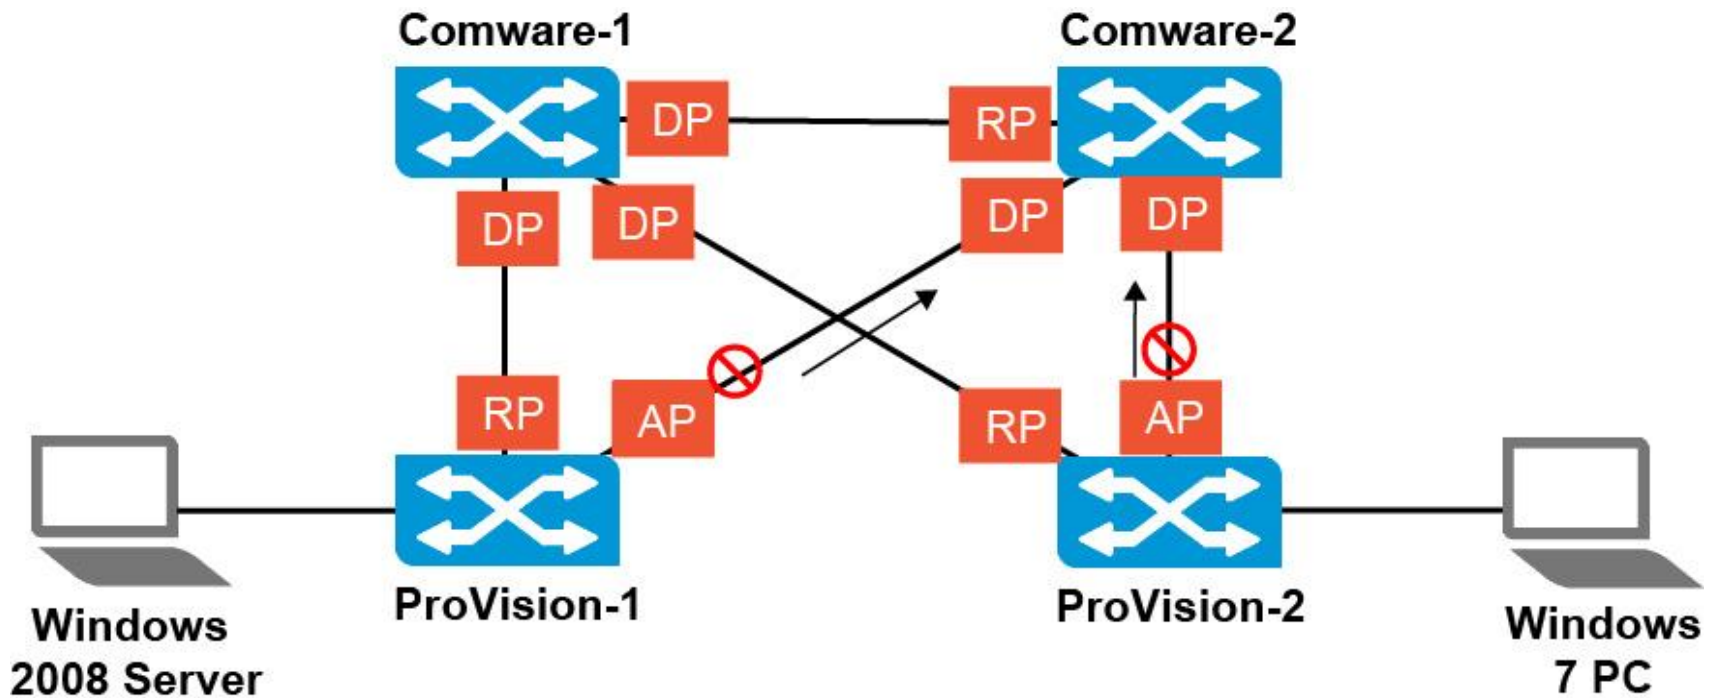 Comware-1
Comware-2
DP
RP
DP
DP
DP
DP
RP
AP
RP
AP
ProVision-1
ProVision-2
Windows
2008 Server
Windows
7 PC